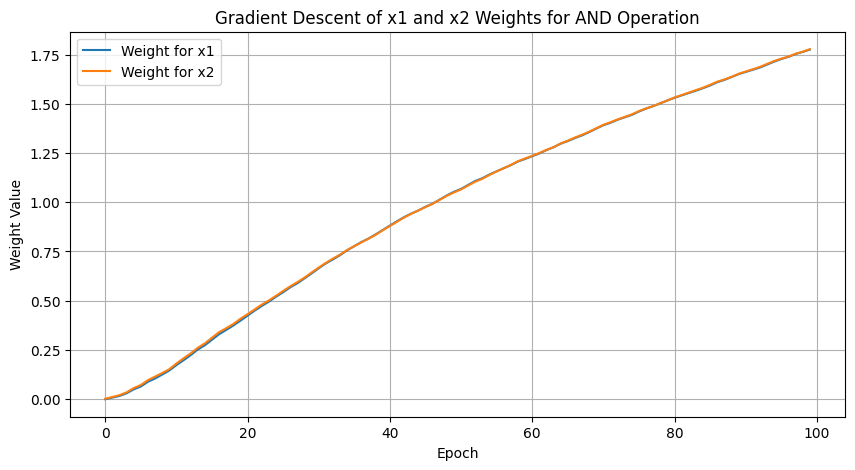 Gradient Descent of x1 and x2 Weights for AND Operation
Weight for x1
Weight for x2
Weight Value
1.75
1.50
1.25
1.00
0.75
0.50
0.25
0.00
0 20 40 60 80 100
Epoch